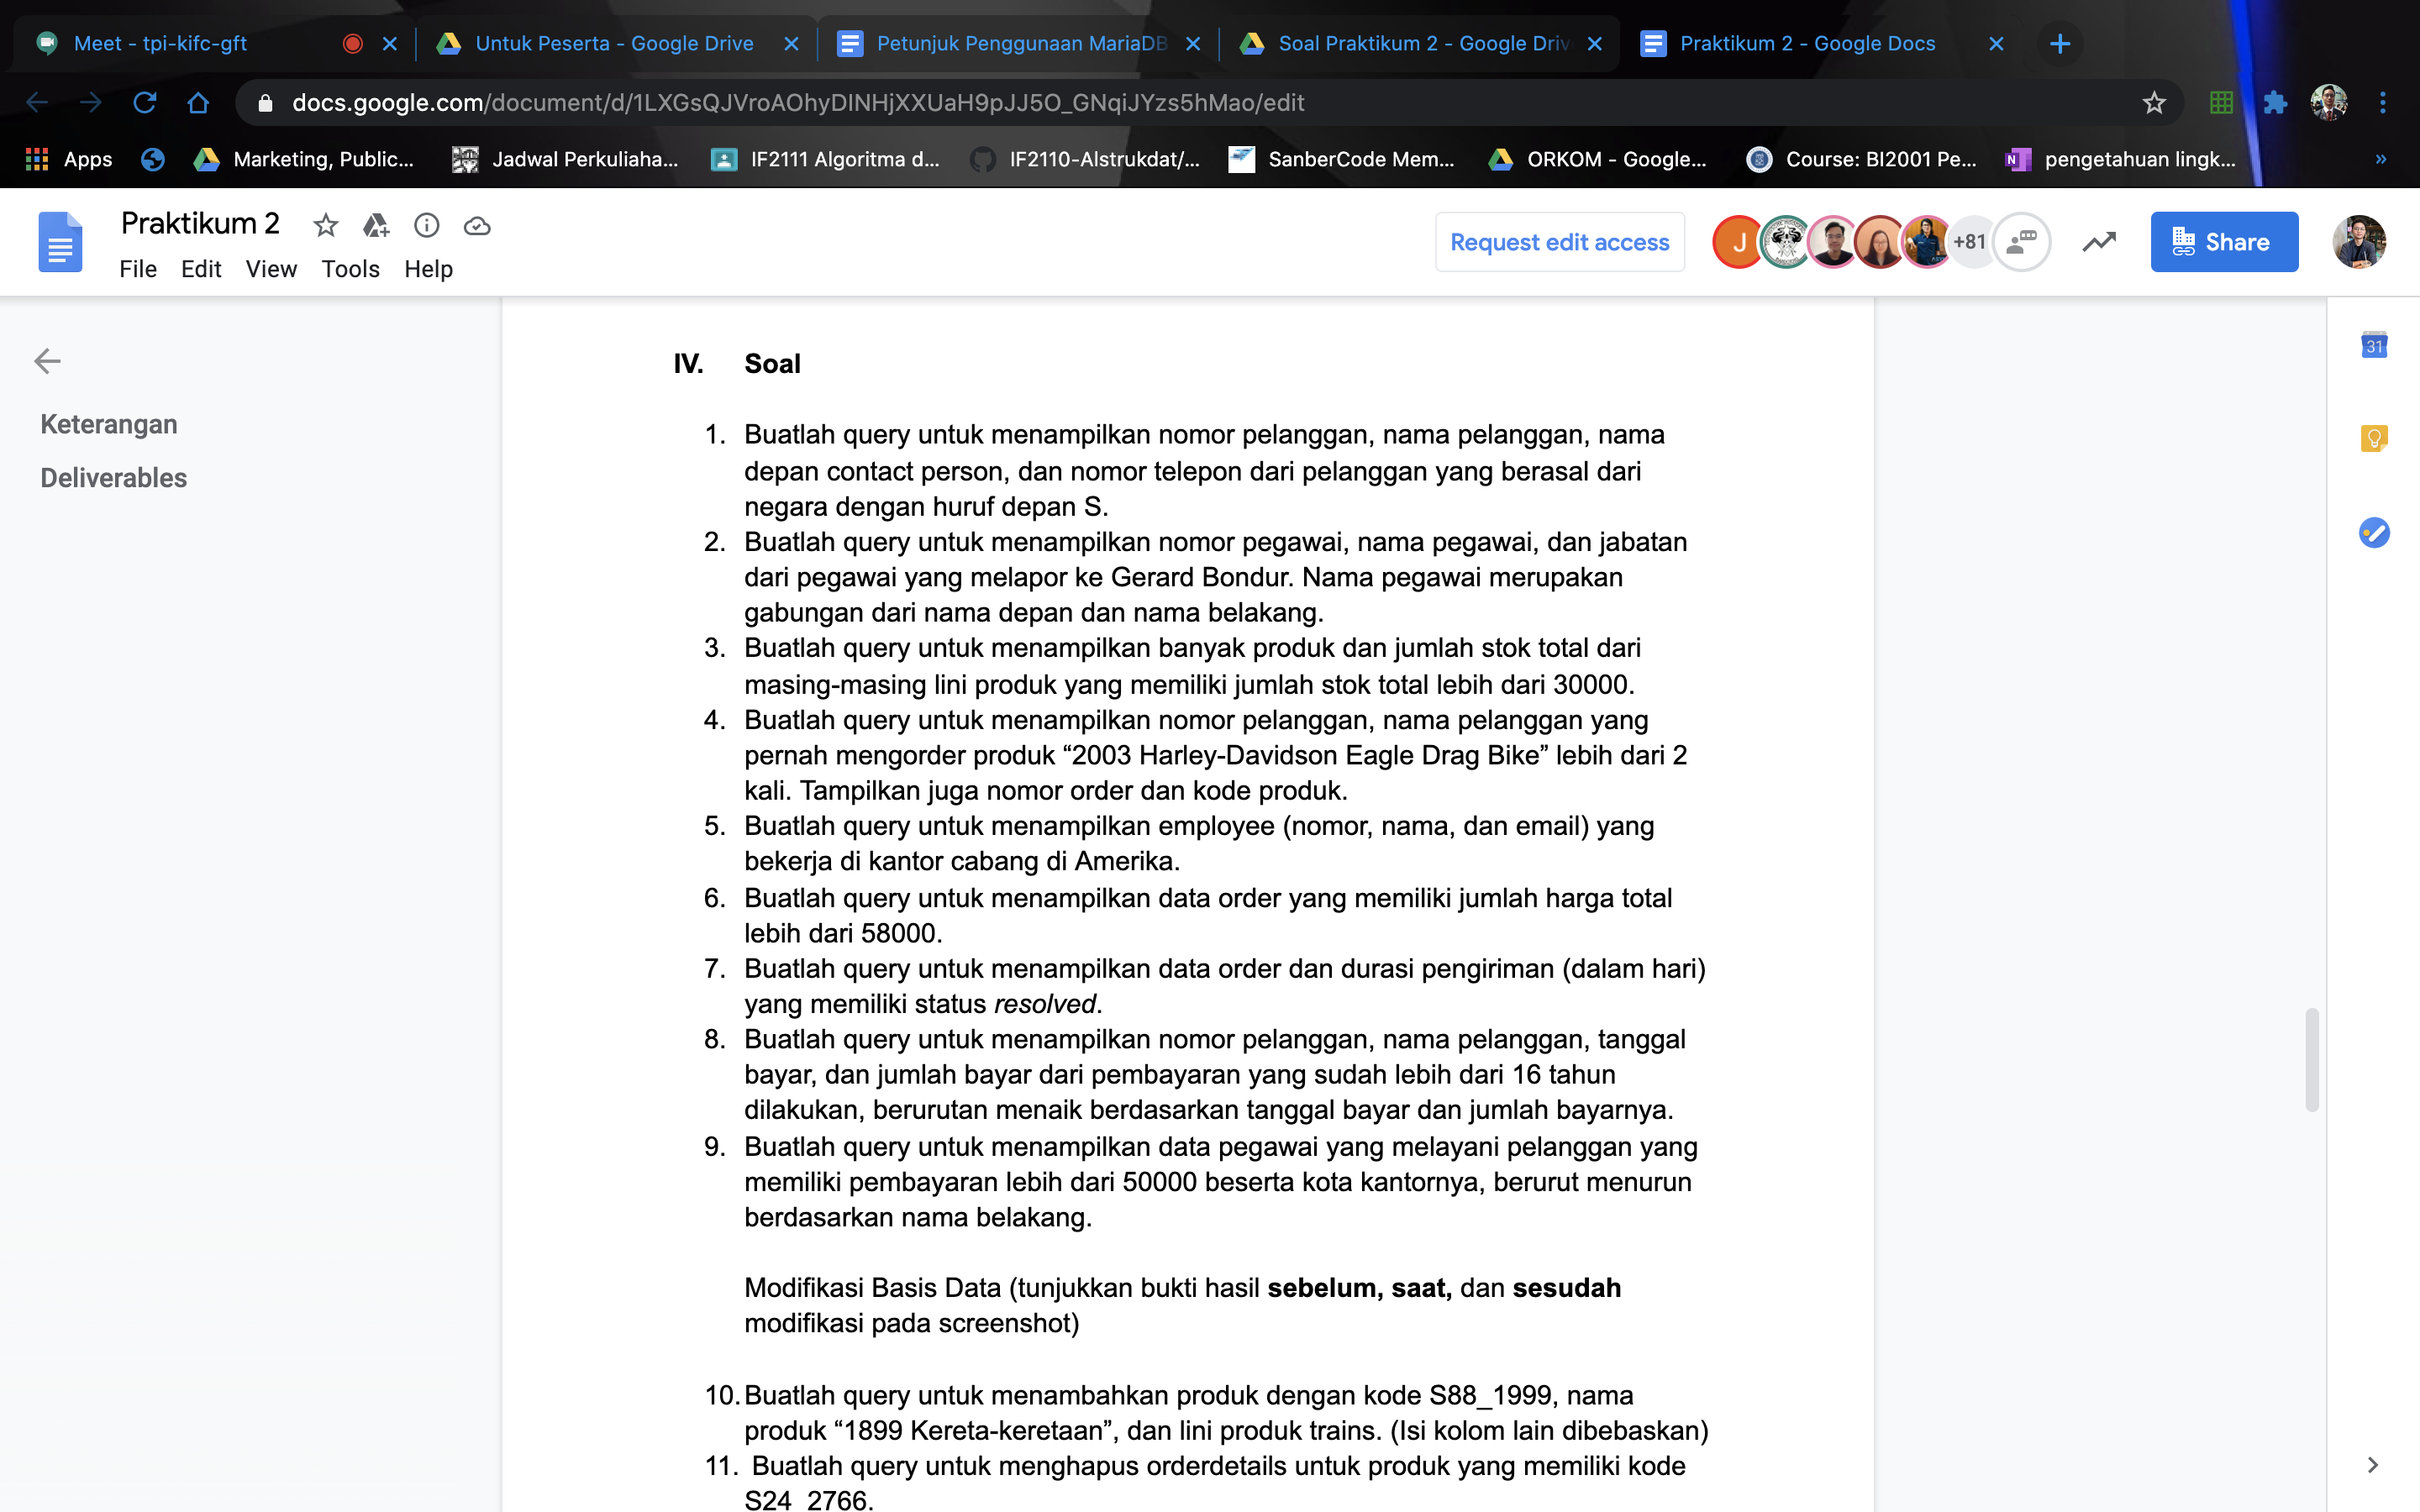 Meet - tpi-kifc-gft
Untuk Peserta - Google Drive
Petunjuk Penggunaan MariaDB
Soal Praktikum 2 - Google Driv
Praktikum 2 - Google Docs
docs.google.com/document/d/1LXGsQJVroAOhyDINHjXXUaH9pJJ5O_GNqiJYzs5hMao/edit
Apps
Marketing, Public...
Jadwal Perkuliaha...
IF2111 Algoritma d...
IF2110-Alstrukdat/...
SanberCode Mem...
ORKOM - Google...
Course: BI2001 Pe...
N
pengetahuan lingk...
»
Praktikum 2
File Edit View Tools Help
Request edit access
J
+81
Share
31
Keterangan
Deliverables
IV. Soal
1. Buatlah query untuk menampilkan nomor pelanggan, nama pelanggan, nama
depan contact person, dan nomor telepon dari pelanggan yang berasal dari
negara dengan huruf depan S.
2. Buatlah query untuk menampilkan nomor pegawai, nama pegawai, dan jabatan
dari pegawai yang melapor ke Gerard Bondur. Nama pegawai merupakan
gabungan dari nama depan dan nama belakang.
3. Buatlah query untuk menampilkan banyak produk dan jumlah stok total dari
masing-masing lini produk yang memiliki jumlah stok total lebih dari 30000.
4. Buatlah query untuk menampilkan nomor pelanggan, nama pelanggan yang
pernah mengorder produk “2003 Harley-Davidson Eagle Drag Bike” lebih dari 2
kali. Tampilkan juga nomor order dan kode produk.
5. Buatlah query untuk menampilkan employee (nomor, nama, dan email) yang
bekerja di kantor cabang di Amerika.
6. Buatlah query untuk menampilkan data order yang memiliki jumlah harga total
lebih dari 58000.
7. Buatlah query untuk menampilkan data order dan durasi pengiriman (dalam hari)
yang memiliki status resolved.
8. Buatlah query untuk menampilkan nomor pelanggan, nama pelanggan, tanggal
bayar, dan jumlah bayar dari pembayaran yang sudah lebih dari 16 tahun
dilakukan, berurutan menaik berdasarkan tanggal bayar dan jumlah bayarnya.
9. Buatlah query untuk menampilkan data pegawai yang melayani pelanggan yang
memiliki pembayaran lebih dari 50000 beserta kota kantornya, berurut menurun
berdasarkan nama belakang.
Modifikasi Basis Data (tunjukkan bukti hasil sebelum, saat, dan sesudah
modifikasi pada screenshot)
10. Buatlah query untuk menambahkan produk dengan kode S88_1999, nama
produk “1899 Kereta-keretaan”, dan lini produk trains. (Isi kolom lain dibebaskan)
11. Buatlah query untuk menghapus orderdetails untuk produk yang memiliki kode
S24_2766.